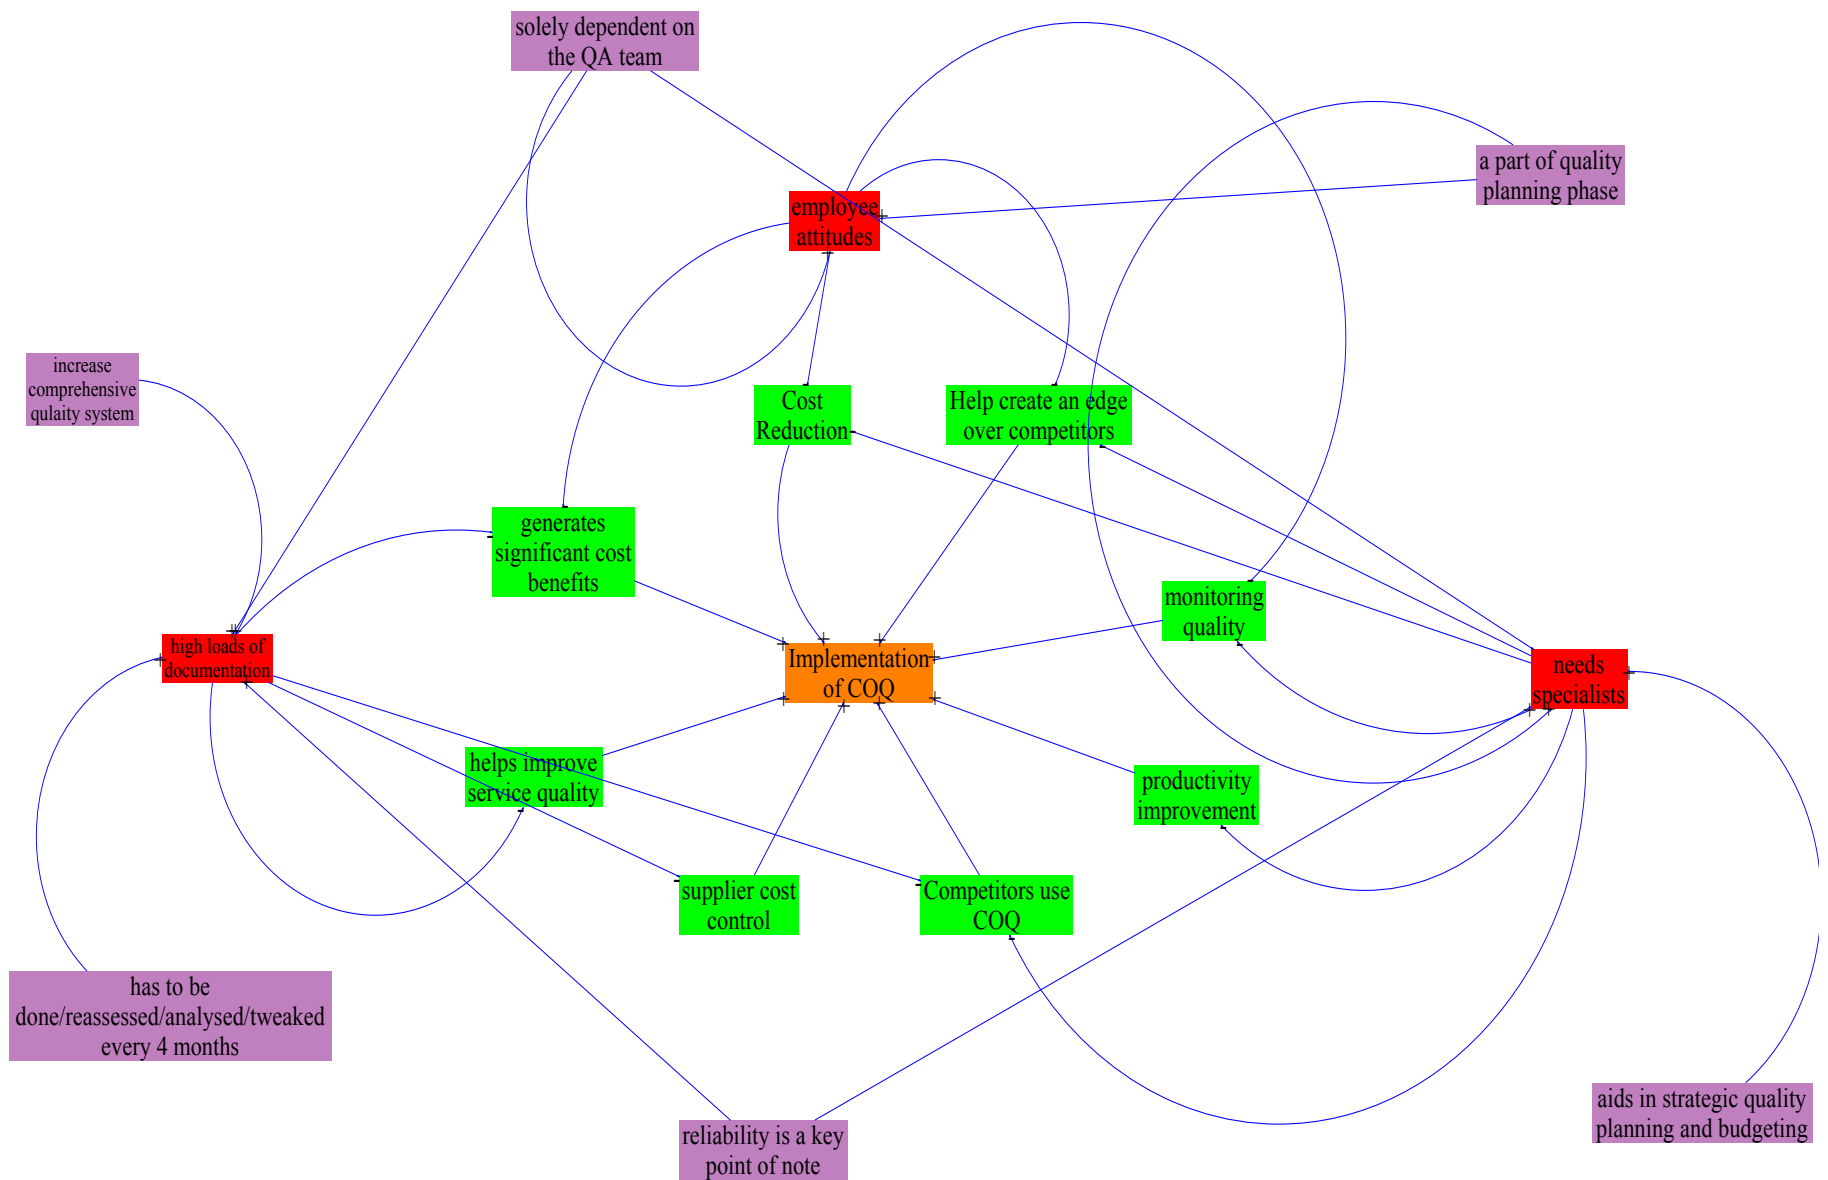 solely dependent on
the QA team
a part of quality
planning phase
employee
attitudes
increase
comprehensive
qulaity system
Cost
Reduction
Help create an edge
over competitors
generates
significant cost
benefits
monitoring
quality
high loads of
documentation
Implementation
of COQ
needs
specialists
helps improve
service quality
productivity
improvement
supplier cost
control
Competitors use
COQ
has to be
done/reassessed/analysed/tweaked
every 4 months
aids in strategic quality
planning and budgeting
reliability is a key
point of note